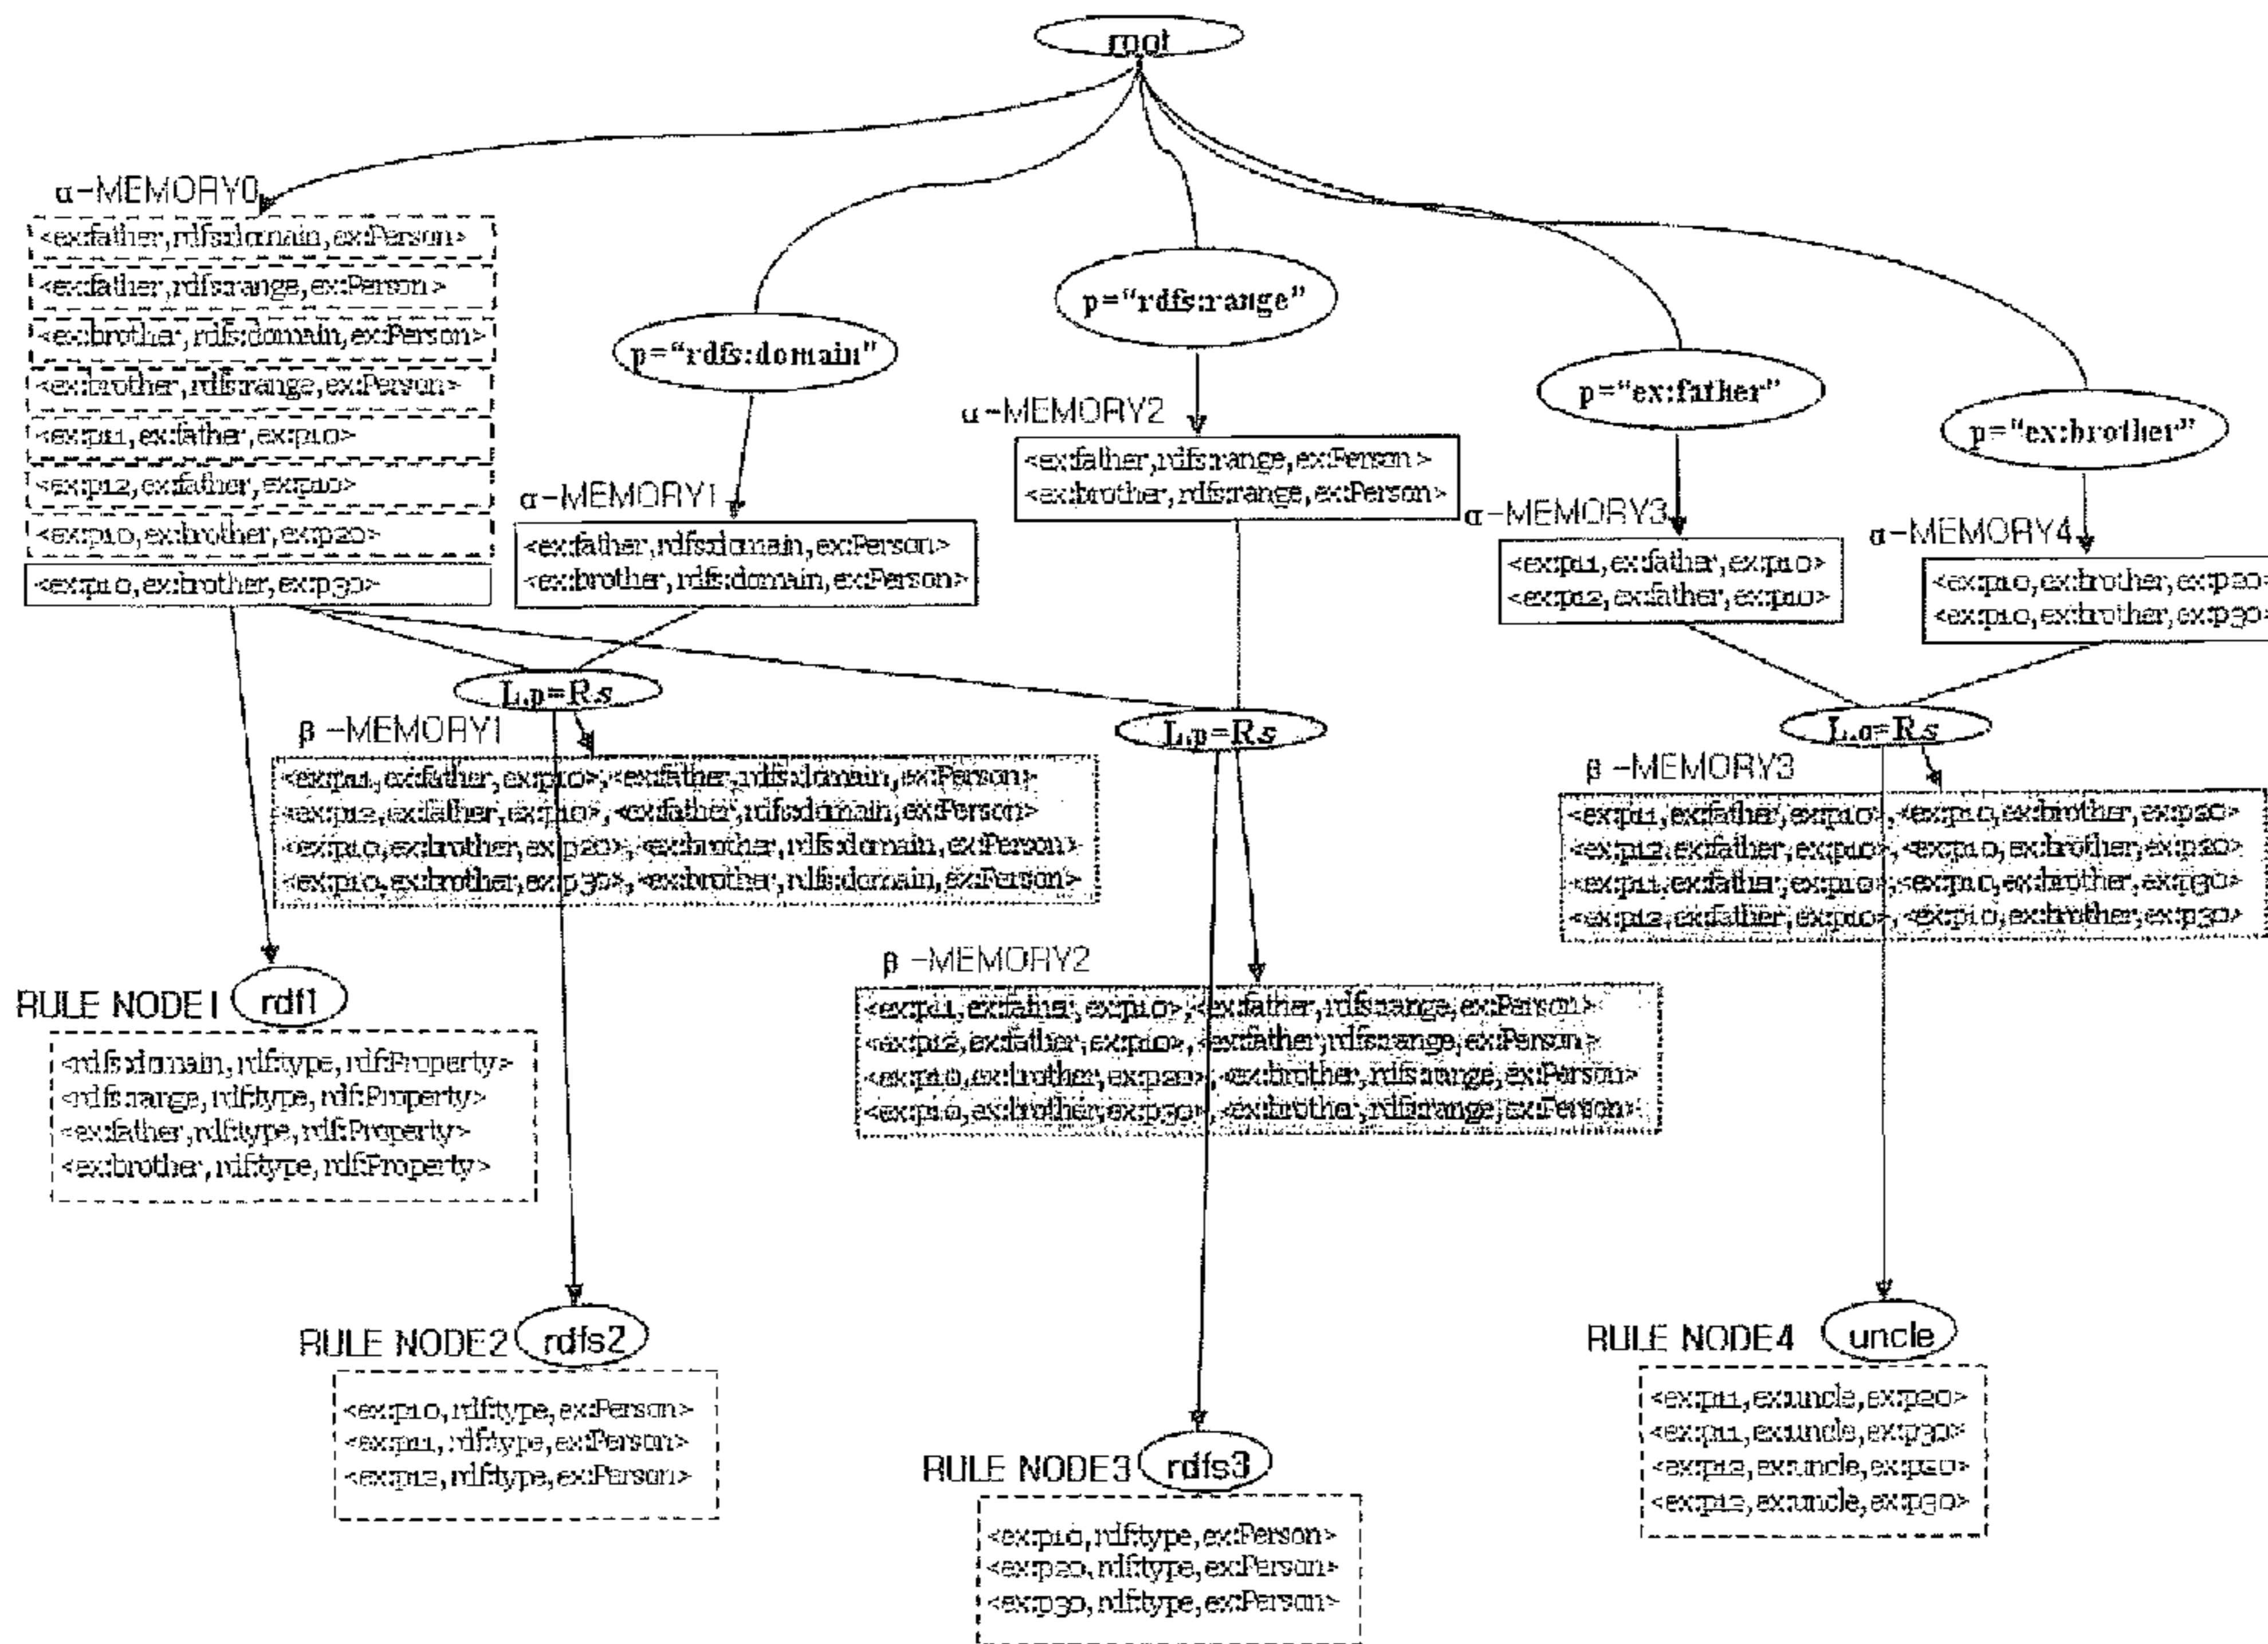 root
α-MEMORY0
<ex:father,rdfs:domain,ex:Person>
<ex:father,rdfs:range,ex:Person>
<ex:brother,rdfs:domain,ex:Person>
<ex:brother,rdfs:range,ex:Person>
<ex:p11,ex:father,ex:p10>
<ex:p12,ex:father,ex:p10>
<ex:p10,ex:brother,ex:p20>
<ex:p10,ex:brother,ex:p30>
p="rdfs:domain"
α-MEMORY1
<ex:father,rdfs:domain,ex:Person>
<ex:brother,rdfs:domain,ex:Person>
p="rdfs:range"
α-MEMORY2
<ex:father,rdfs:range,ex:Person>
<ex:brother,rdfs:range,ex:Person>
p="ex:father"
α-MEMORY3
<ex:p11,ex:father,ex:p10>
<ex:p12,ex:father,ex:p10>
p="ex:brother"
α-MEMORY4
<ex:p10,ex:brother,ex:p20>
<ex:p10,ex:brother,ex:p30>
L.p=R.s
β-MEMORY1
<ex:p11,ex:father,ex:p10>,<ex:father,rdfs:domain,ex:Person>
<ex:p12,ex:father,ex:p10>,<ex:father,rdfs:domain,ex:Person>
<ex:p10,ex:brother,ex:p20>,<ex:brother,rdfs:domain,ex:Person>
<ex:p10,ex:brother,ex:p30>,<ex:brother,rdfs:domain,ex:Person>
L.p=R.s
β-MEMORY2
<ex:p11,ex:father,ex:p10>,<ex:father,rdfs:range,ex:Person>
<ex:p12,ex:father,ex:p10>,<ex:father,rdfs:range,ex:Person>
<ex:p10,ex:brother,ex:p20>,<ex:brother,rdfs:range,ex:Person>
<ex:p10,ex:brother,ex:p30>,<ex:brother,rdfs:range,ex:Person>
L.o=R.s
β-MEMORY3
<ex:p11,ex:father,ex:p10>,<ex:p10,ex:brother,ex:p20>
<ex:p12,ex:father,ex:p10>,<ex:p10,ex:brother,ex:p20>
<ex:p11,ex:father,ex:p10>,<ex:p10,ex:brother,ex:p30>
<ex:p12,ex:father,ex:p10>,<ex:p10,ex:brother,ex:p30>
RULE NODE1 rdf1
<rdfs:domain,rdf:type,rdf:Property>
<rdfs:range,rdf:type,rdf:Property>
<ex:father,rdf:type,rdf:Property>
<ex:brother,rdf:type,rdf:Property>
RULE NODE2 rdfs2
<ex:p10,rdf:type,ex:Person>
<ex:p11,rdf:type,ex:Person>
<ex:p12,rdf:type,ex:Person>
RULE NODE3 rdfs3
<ex:p10,rdf:type,ex:Person>
<ex:p20,rdf:type,ex:Person>
<ex:p30,rdf:type,ex:Person>
RULE NODE4 uncle
<ex:p11,ex:uncle,ex:p20>
<ex:p11,ex:uncle,ex:p30>
<ex:p12,ex:uncle,ex:p20>
<ex:p12,ex:uncle,ex:p30>